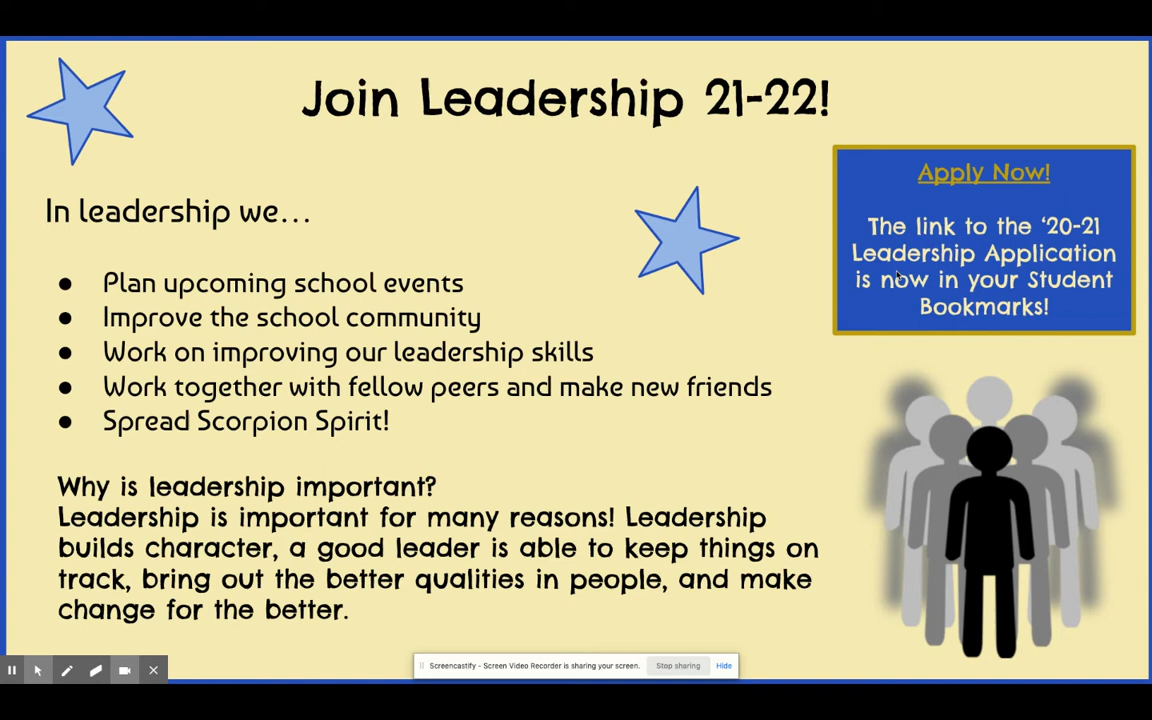 Join Leadership 21-22!
Apply Now!
The link to the ‘20-21
Leadership Application
is now in your Student
Bookmarks!
In leadership we...
● Plan upcoming school events
● Improve the school community
● Work on improving our leadership skills
● Work together with fellow peers and make new friends
● Spread Scorpion Spirit!
Why is leadership important?
Leadership is important for many reasons! Leadership
builds character, a good leader is able to keep things on
track, bring out the better qualities in people, and make
change for the better.
Screencastify - Screen Video Recorder is sharing your screen. Stop sharing Hide